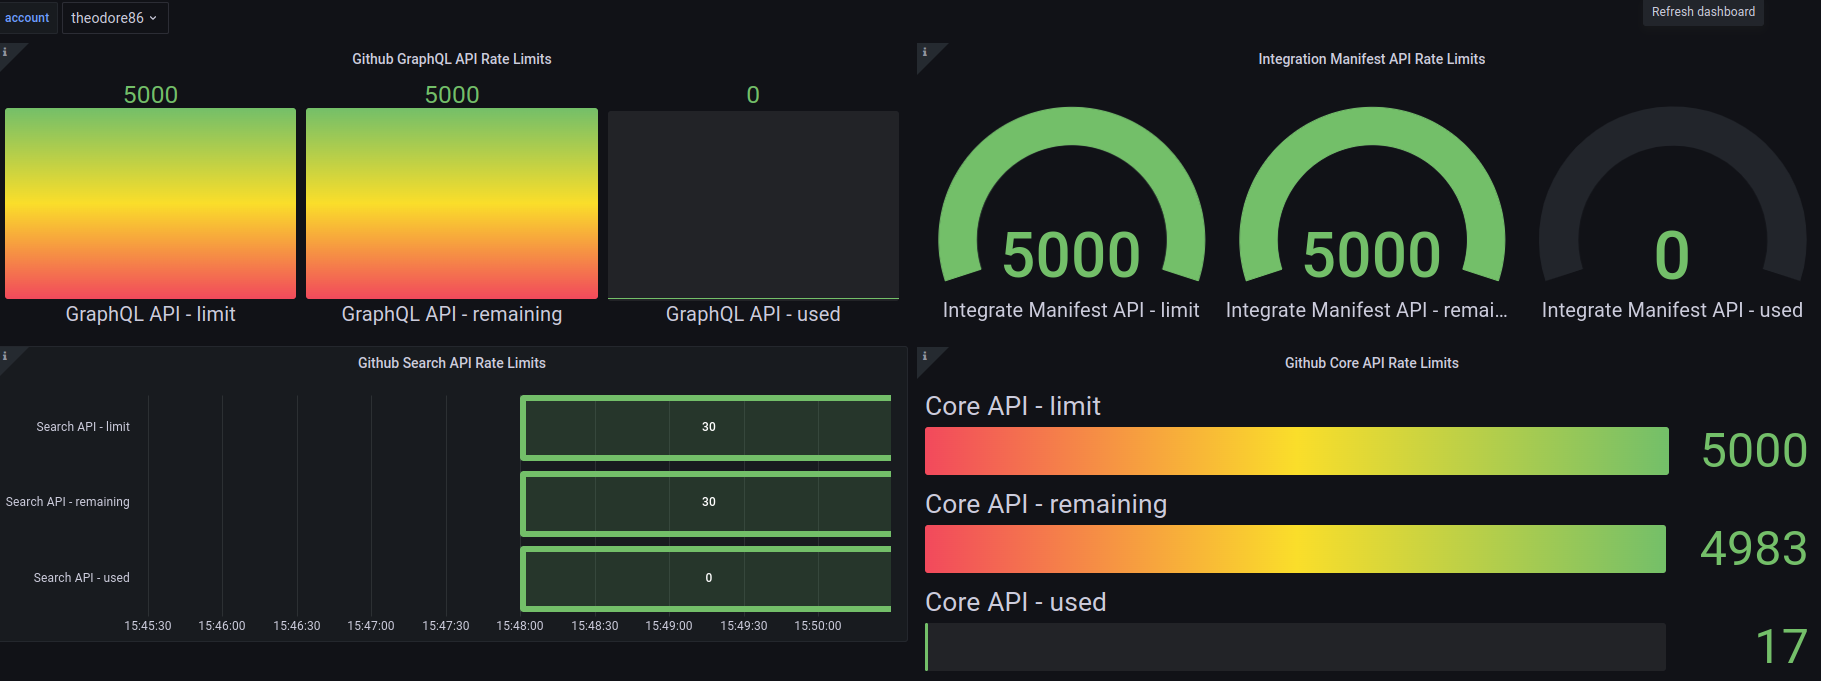 account theodore86
Refresh dashboard
Github GraphQL API Rate Limits
5000 5000 0
GraphQL API - limit GraphQL API - remaining GraphQL API - used
Integration Manifest API Rate Limits
5000 5000 0
Integrate Manifest API - limit Integrate Manifest API - remai... Integrate Manifest API - used
Github Search API Rate Limits
Search API - limit 30
Search API - remaining 30
Search API - used 0
15:45:30 15:46:00 15:46:30 15:47:00 15:47:30 15:48:00 15:48:30 15:49:00 15:49:30 15:50:00
Github Core API Rate Limits
Core API - limit
5000
Core API - remaining
4983
Core API - used
17